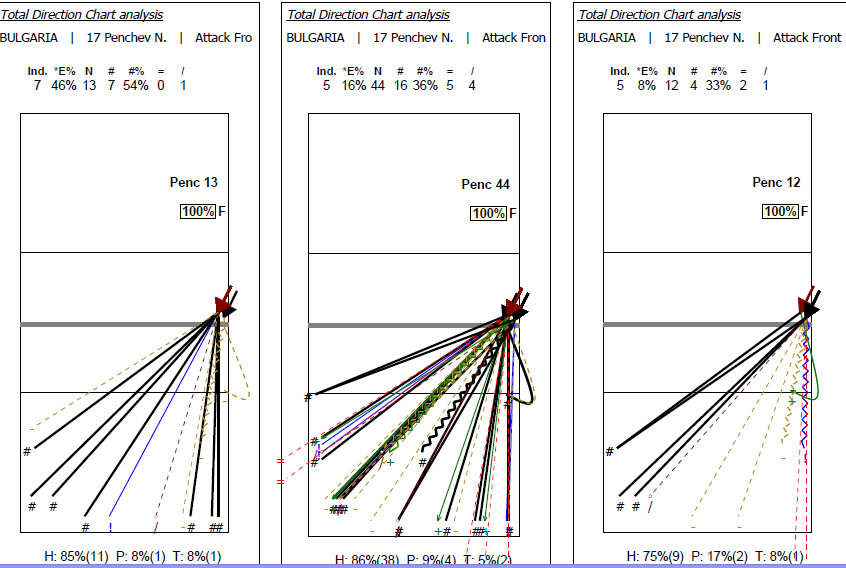 Total Direction Chart analysis
BULGARIA | 17 Penchev N. | Attack Fro
Ind. *E% N # #% = /
7 46% 13 7 54% 0 1
Penc 13
100% F
-
#
# #
# ! / -# ##
H: 85%(11) P: 8%(1) T: 8%(1)
Total Direction Chart analysis
BULGARIA | 17 Penchev N. | Attack Fron
Ind. *E% N # #% = /
5 16% 44 16 36% 5 4
Penc 44
100% F
#
#
#
=
=
#
+
#
H: 86%(38) P: 9%(4) T: 5%(2)
Total Direction Chart analysis
BULGARIA | 17 Penchev N. | Attack Front
Ind. *E% N # #% = /
5 8% 12 4 33% 2 1
Penc 12
100% F
+
+
#
-
# # /
- -
H: 75%(9) P: 17%(2) T: 8%(1)